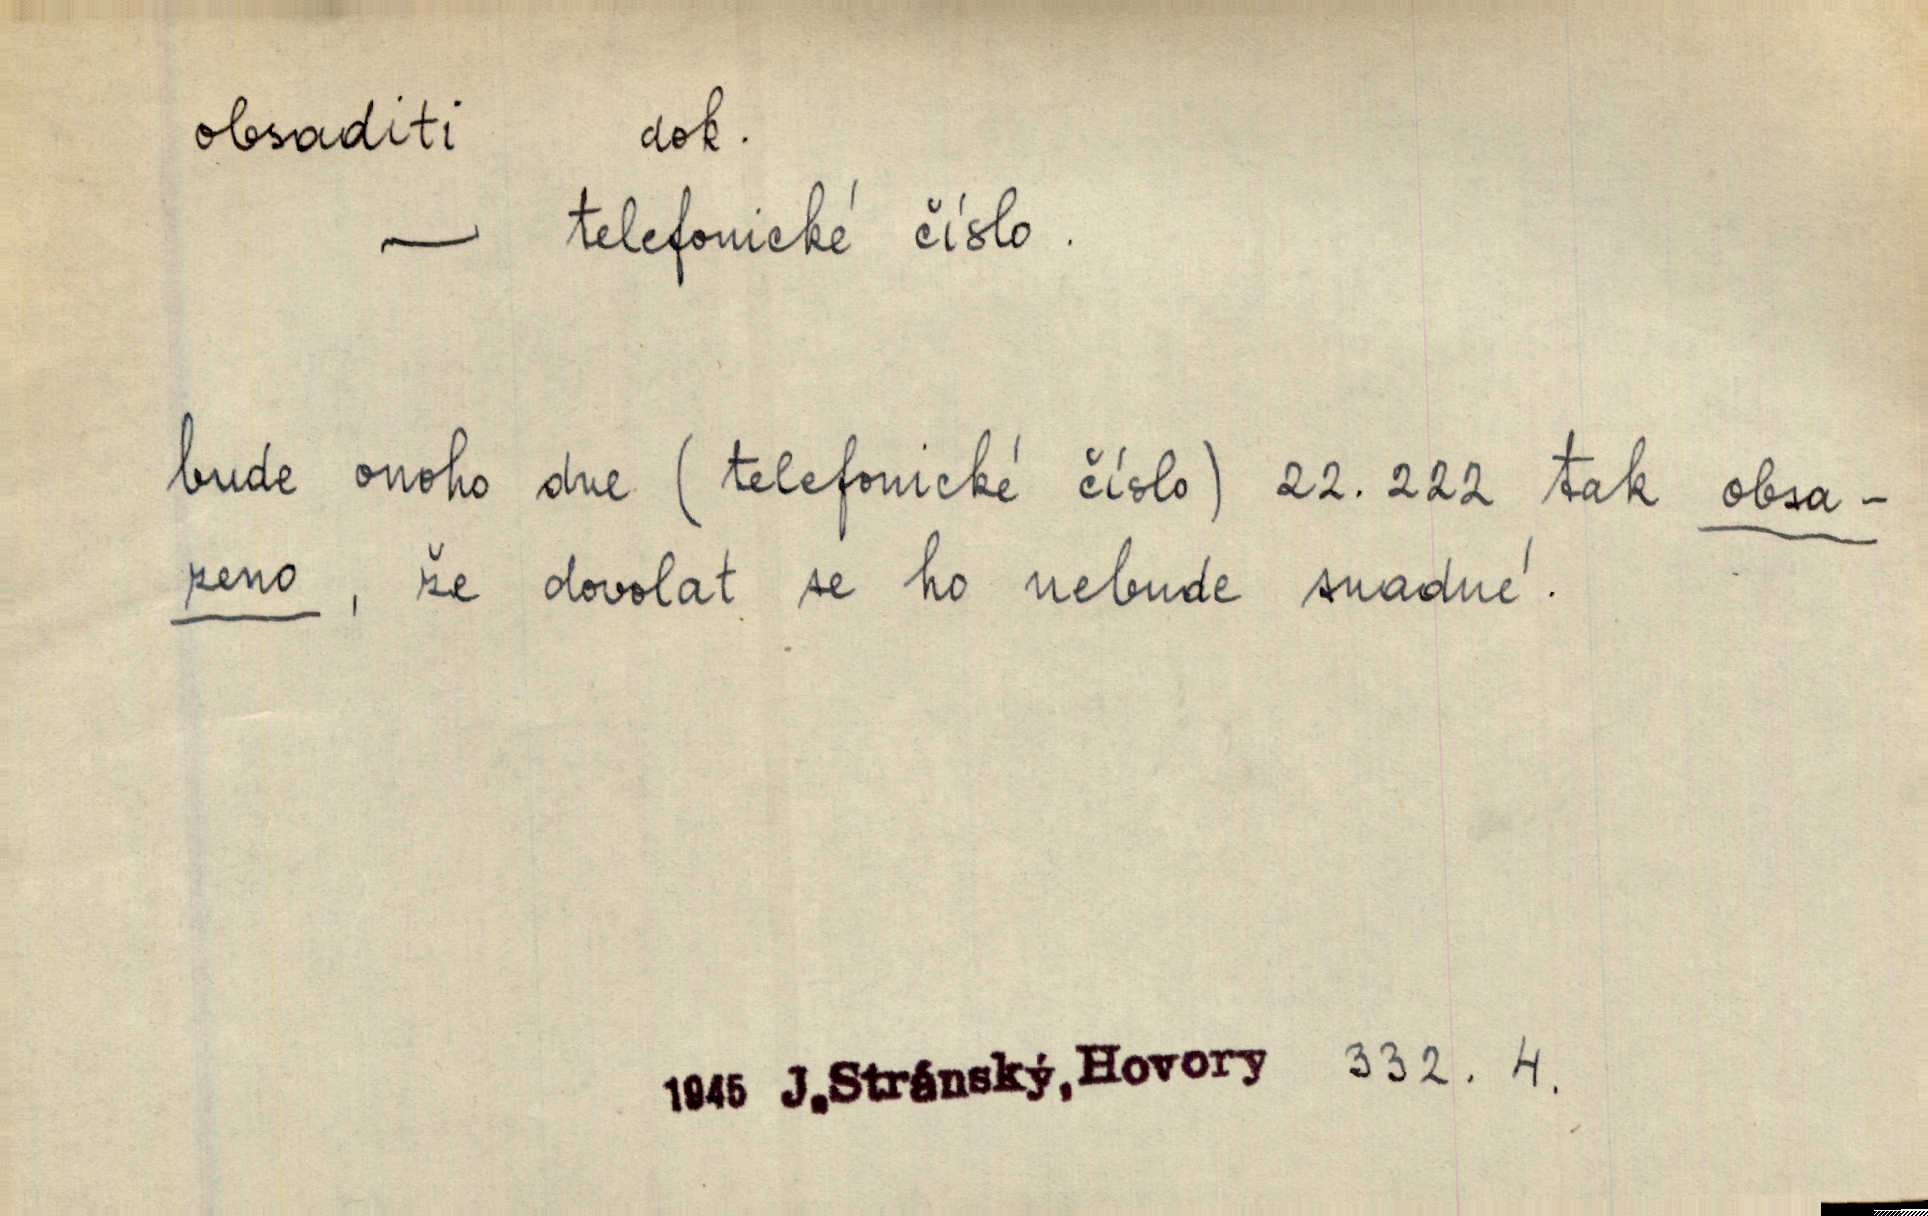 obsaditi dok.
— telefonické číslo.
bude onoho dne (telefonické číslo) 22.222 tak obsa-
zeno, že dovolat se ho nebude snadné.
1945 J.Stránský,Hovory 332. 4.